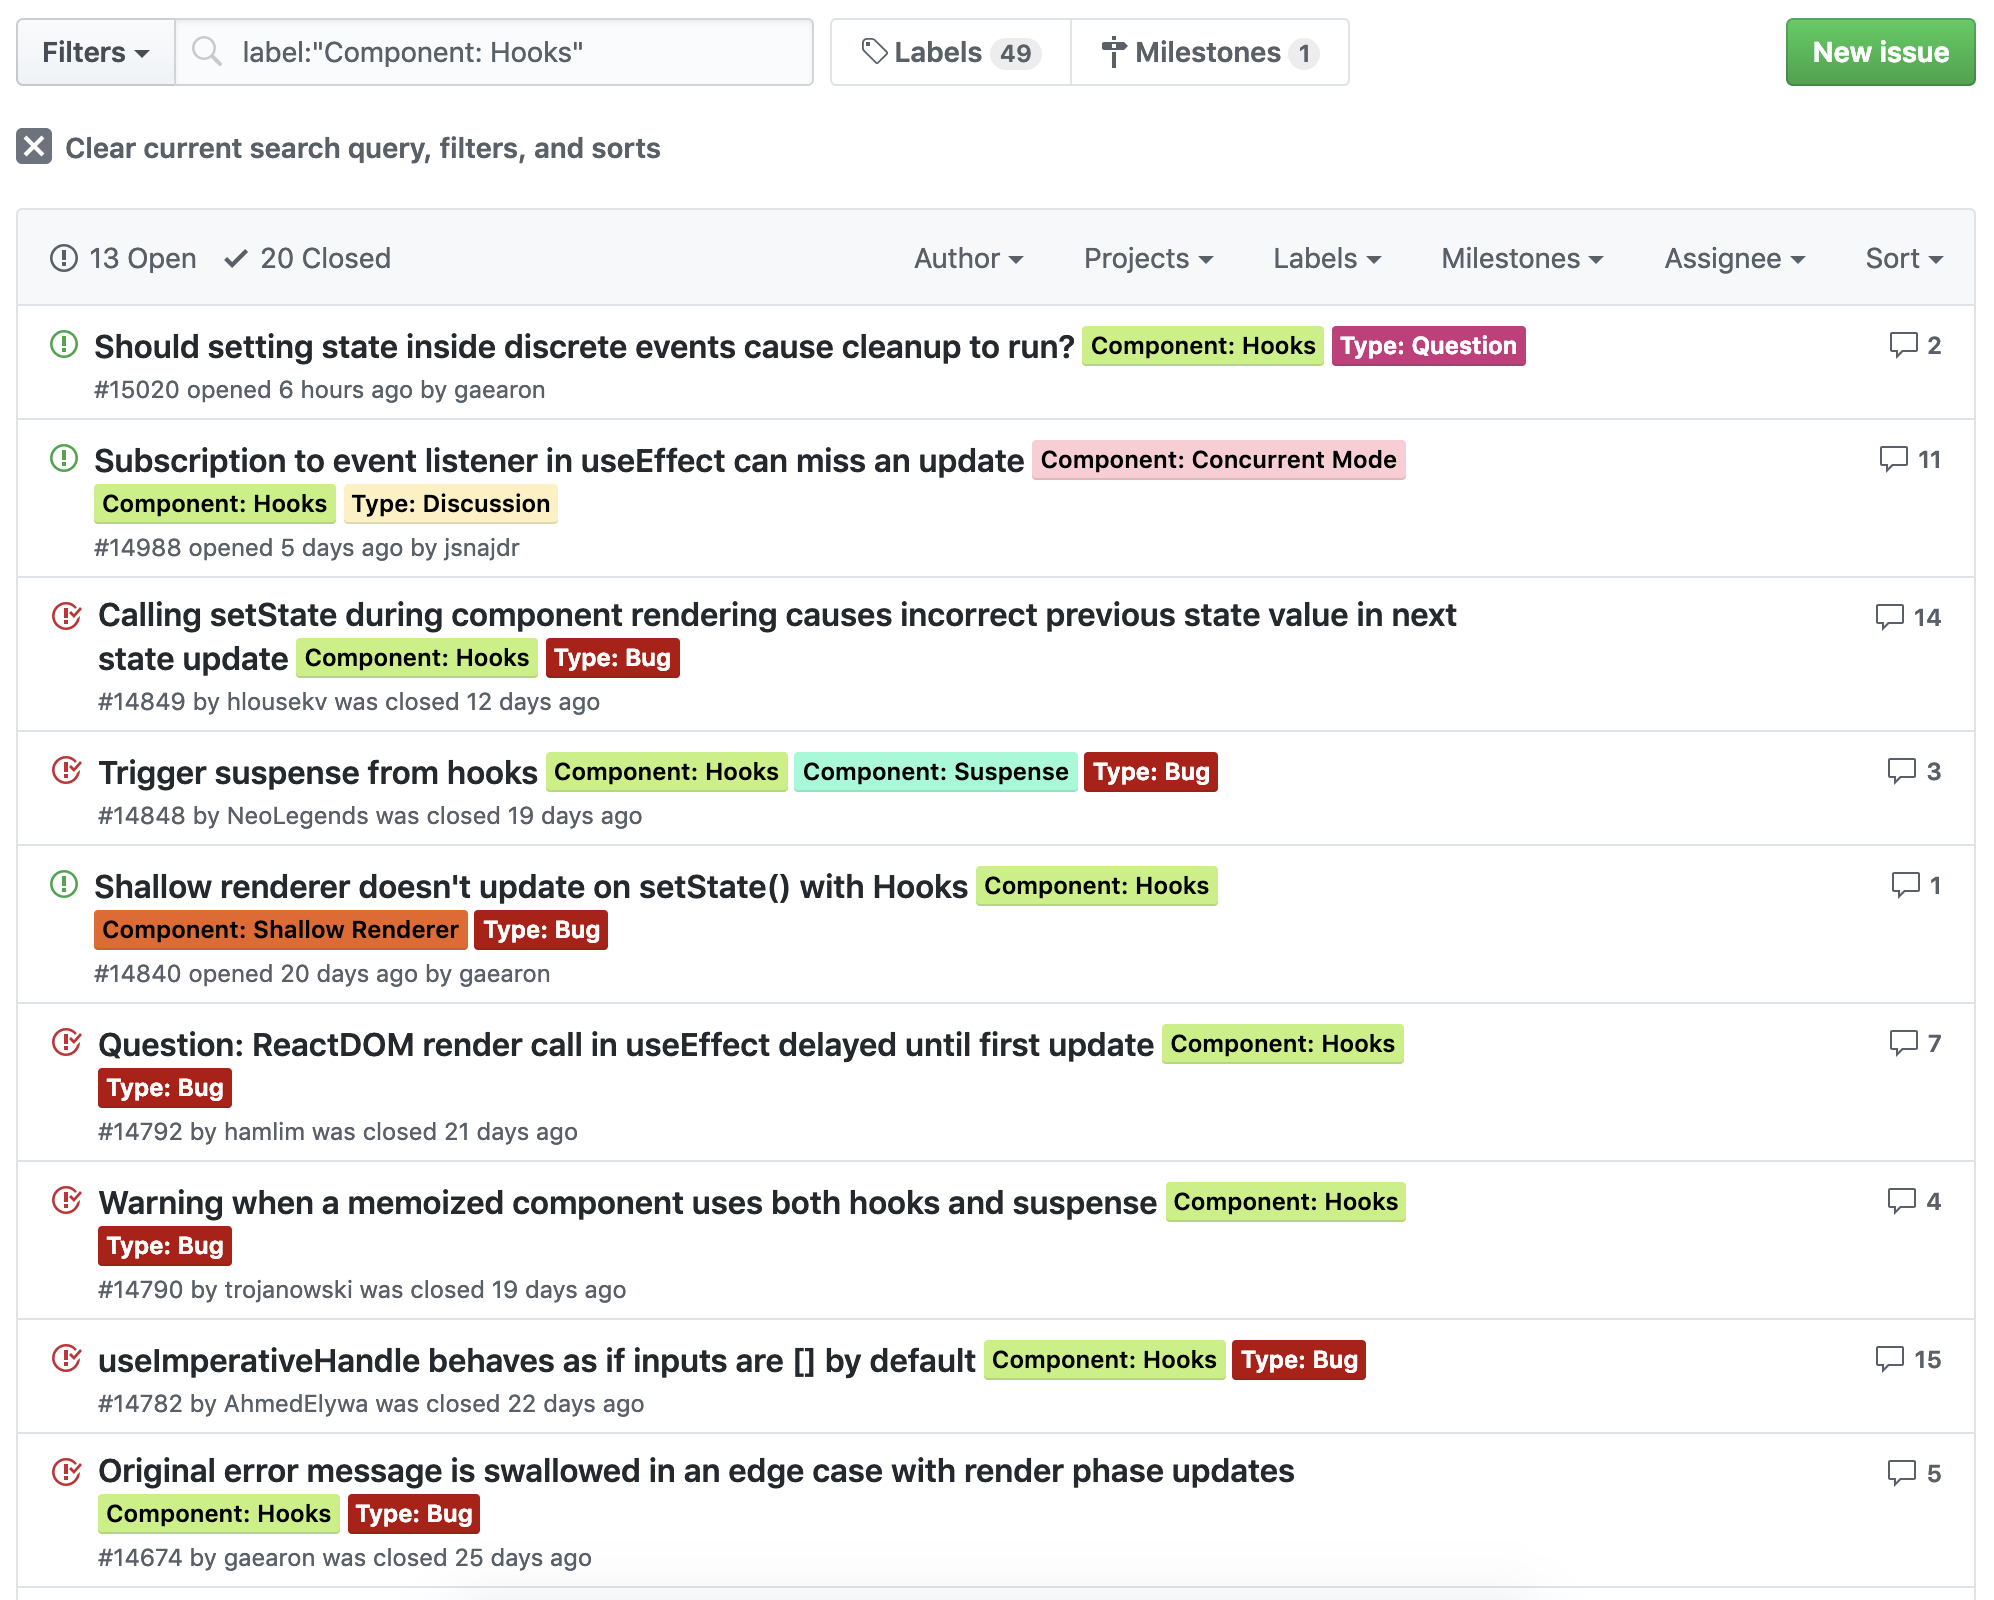 Filters
label:"Component: Hooks"
Labels 49
Milestones 1
New issue
Clear current search query, filters, and sorts
13 Open 20 Closed Author Projects Labels Milestones Assignee Sort
Should setting state inside discrete events cause cleanup to run? Component: Hooks Type: Question 2
#15020 opened 6 hours ago by gaearon
Subscription to event listener in useEffect can miss an update Component: Concurrent Mode 11
Component: Hooks Type: Discussion
#14988 opened 5 days ago by jsnajdr
Calling setState during component rendering causes incorrect previous state value in next 14
state update Component: Hooks Type: Bug
#14849 by hlousekv was closed 12 days ago
Trigger suspense from hooks Component: Hooks Component: Suspense Type: Bug 3
#14848 by NeoLegends was closed 19 days ago
Shallow renderer doesn't update on setState() with Hooks Component: Hooks 1
Component: Shallow Renderer Type: Bug
#14840 opened 20 days ago by gaearon
Question: ReactDOM render call in useEffect delayed until first update Component: Hooks 7
Type: Bug
#14792 by hamlim was closed 21 days ago
Warning when a memoized component uses both hooks and suspense Component: Hooks 4
Type: Bug
#14790 by trojanowski was closed 19 days ago
useImperativeHandle behaves as if inputs are [] by default Component: Hooks Type: Bug 15
#14782 by AhmedElywa was closed 22 days ago
Original error message is swallowed in an edge case with render phase updates 5
Component: Hooks Type: Bug
#14674 by gaearon was closed 25 days ago